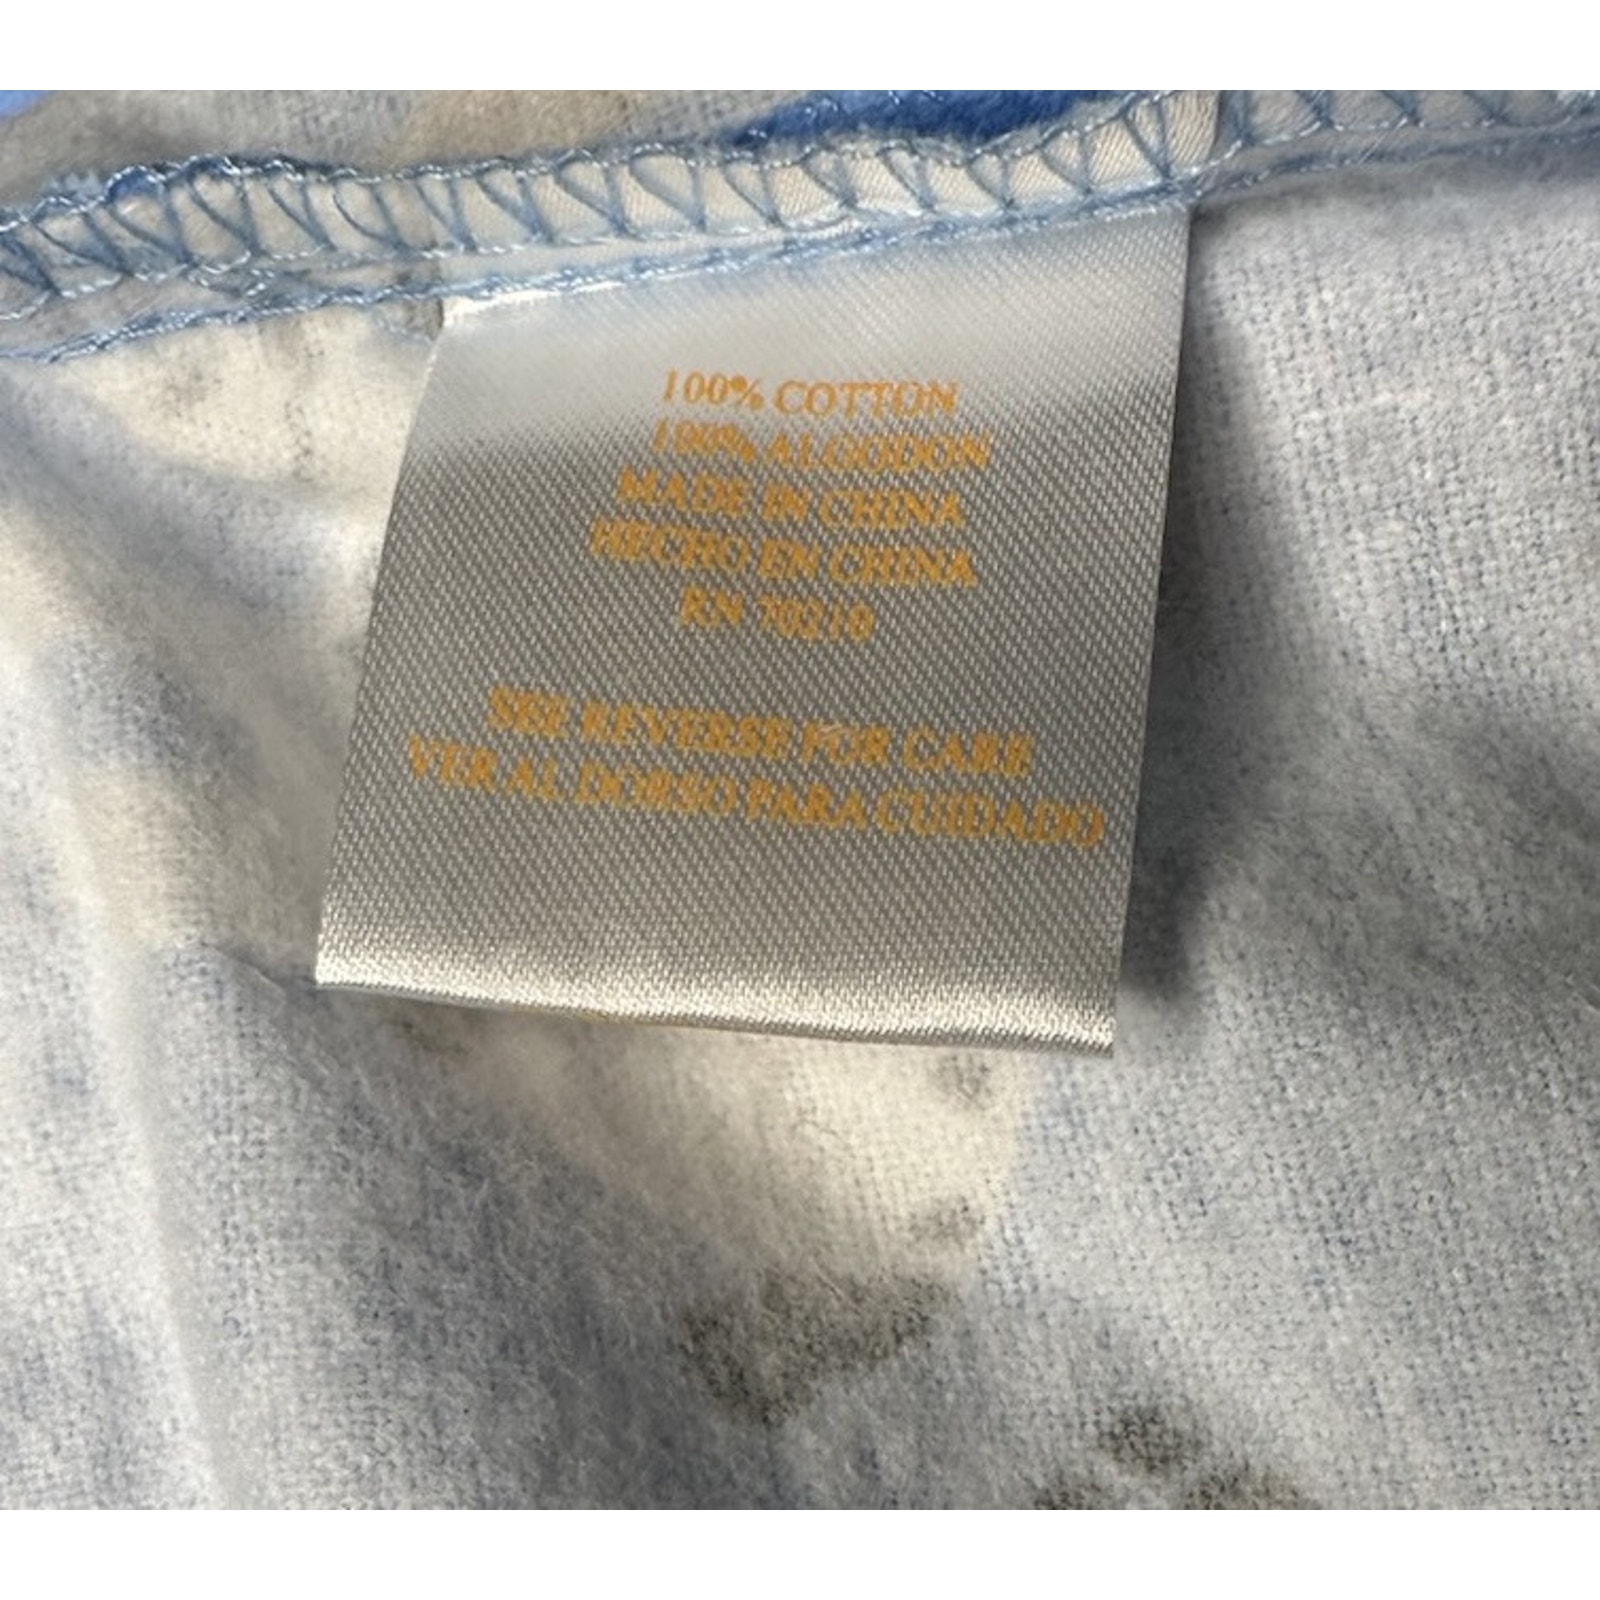 100% COTTON
100% ALGODON
MADE IN CHINA
HECHO EN CHINA
RN 70210
SEE REVERSE FOR CARE
VER AL DORSO PARA CUIDADO